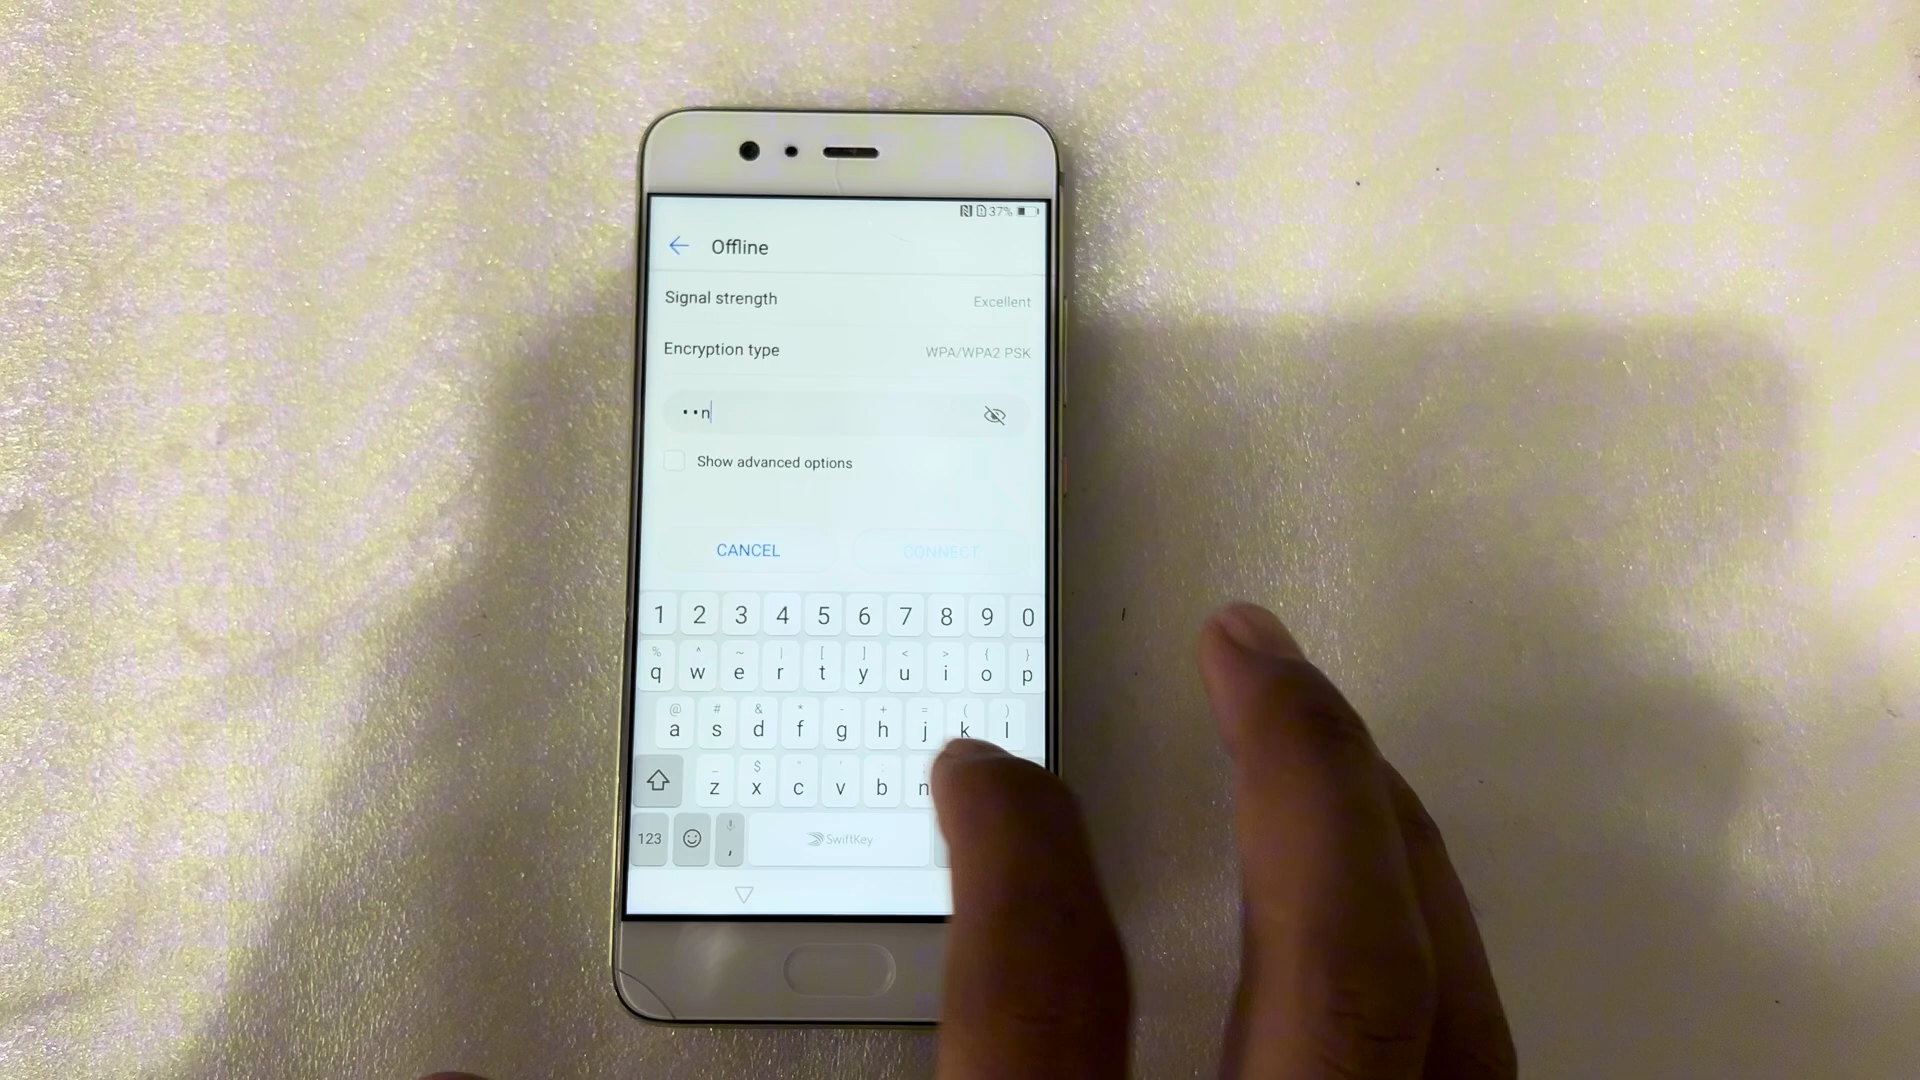 37%
Offline
Signal strength Excellent
Encryption type WPA/WPA2 PSK
••n
Show advanced options
CANCEL CONNECT
1 2 3 4 5 6 7 8 9 0
% ^ ~ | [ ] < > { }
q w e r t y u i o p
@ # & * - + = ( )
a s d f g h j k l
_ $ " ' :
z x c v b n
123 , SwiftKey